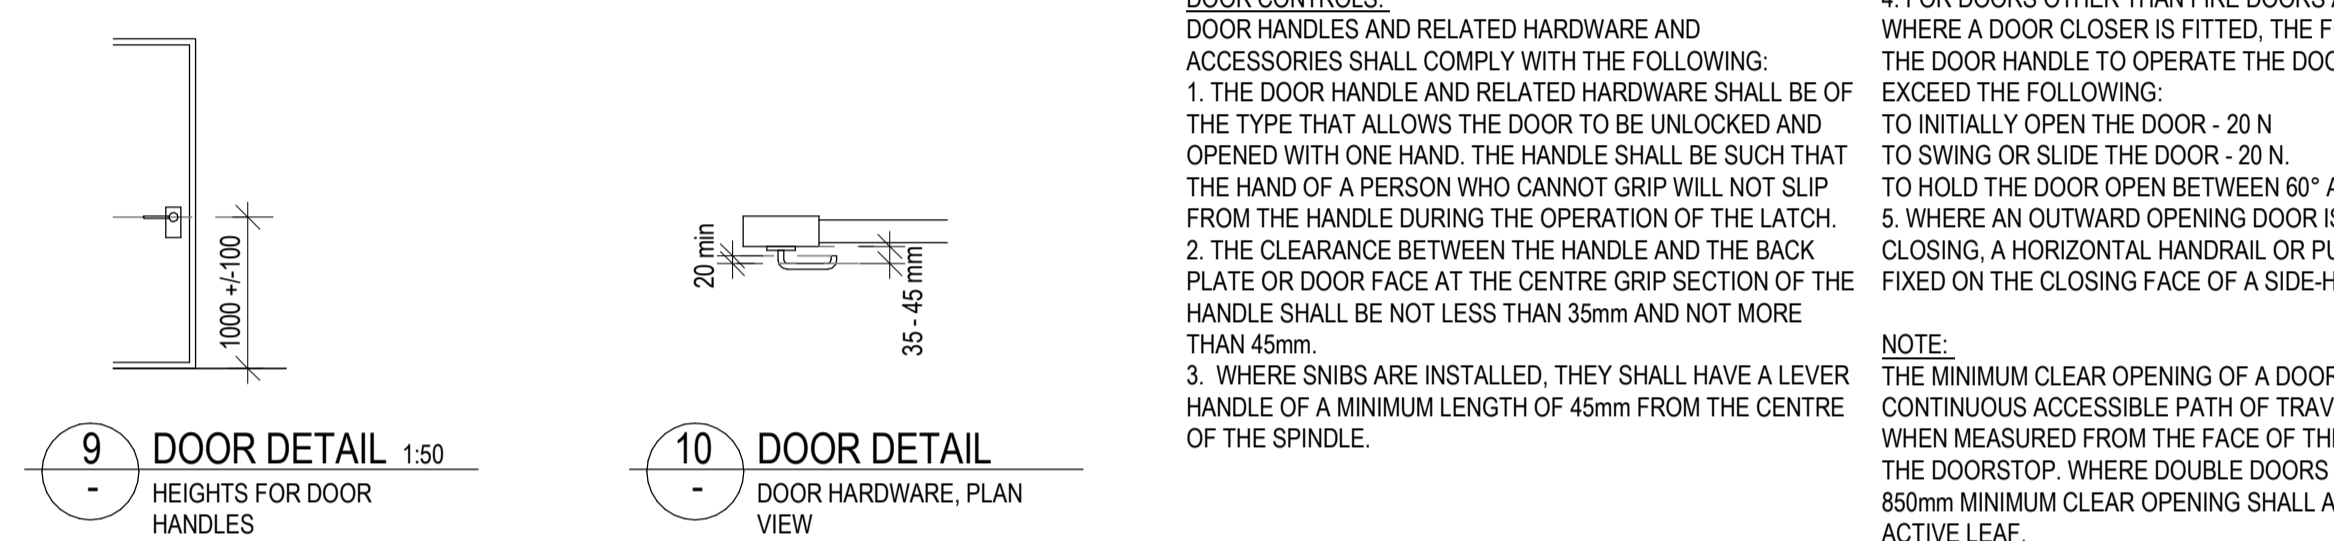 1000 +/-100
9
-
DOOR DETAIL 1:50
HEIGHTS FOR DOOR
HANDLES
20 min
35 - 45 mm
10
-
DOOR DETAIL
DOOR HARDWARE, PLAN
VIEW
DOOR CONTROLS:
DOOR HANDLES AND RELATED HARDWARE AND
ACCESSORIES SHALL COMPLY WITH THE FOLLOWING:
1. THE DOOR HANDLE AND RELATED HARDWARE SHALL BE OF
THE TYPE THAT ALLOWS THE DOOR TO BE UNLOCKED AND
OPENED WITH ONE HAND. THE HANDLE SHALL BE SUCH THAT
THE HAND OF A PERSON WHO CANNOT GRIP WILL NOT SLIP
FROM THE HANDLE DURING THE OPERATION OF THE LATCH.
2. THE CLEARANCE BETWEEN THE HANDLE AND THE BACK
PLATE OR DOOR FACE AT THE CENTRE GRIP SECTION OF THE
HANDLE SHALL BE NOT LESS THAN 35mm AND NOT MORE
THAN 45mm.
3. WHERE SNIBS ARE INSTALLED, THEY SHALL HAVE A LEVER
HANDLE OF A MINIMUM LENGTH OF 45mm FROM THE CENTRE
OF THE SPINDLE.
4. FOR DOORS OTHER THAN FIRE DOORS
WHERE A DOOR CLOSER IS FITTED, THE
THE DOOR HANDLE TO OPERATE THE
EXCEED THE FOLLOWING:
TO INITIALLY OPEN THE DOOR - 20 N
TO SWING OR SLIDE THE DOOR - 20 N.
TO HOLD THE DOOR OPEN BETWEEN 60°
5. WHERE AN OUTWARD OPENING DOOR
CLOSING, A HORIZONTAL HANDRAIL OR
FIXED ON THE CLOSING FACE OF A
NOTE:
THE MINIMUM CLEAR OPENING OF A
CONTINUOUS ACCESSIBLE PATH OF
WHEN MEASURED FROM THE FACE OF
THE DOORSTOP. WHERE DOUBLE DOORS
850mm MINIMUM CLEAR OPENING SHALL
ACTIVE LEAF.